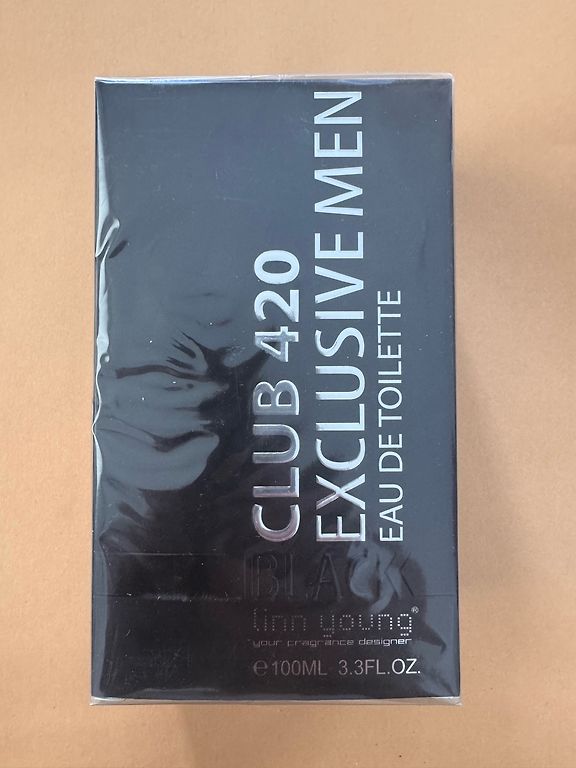 CLUB 420
EXCLUSIVE MEN
EAU DE TOILETTE
BLACK
linn young®
your fragrance designer
℮100ML 3.3FL.OZ.